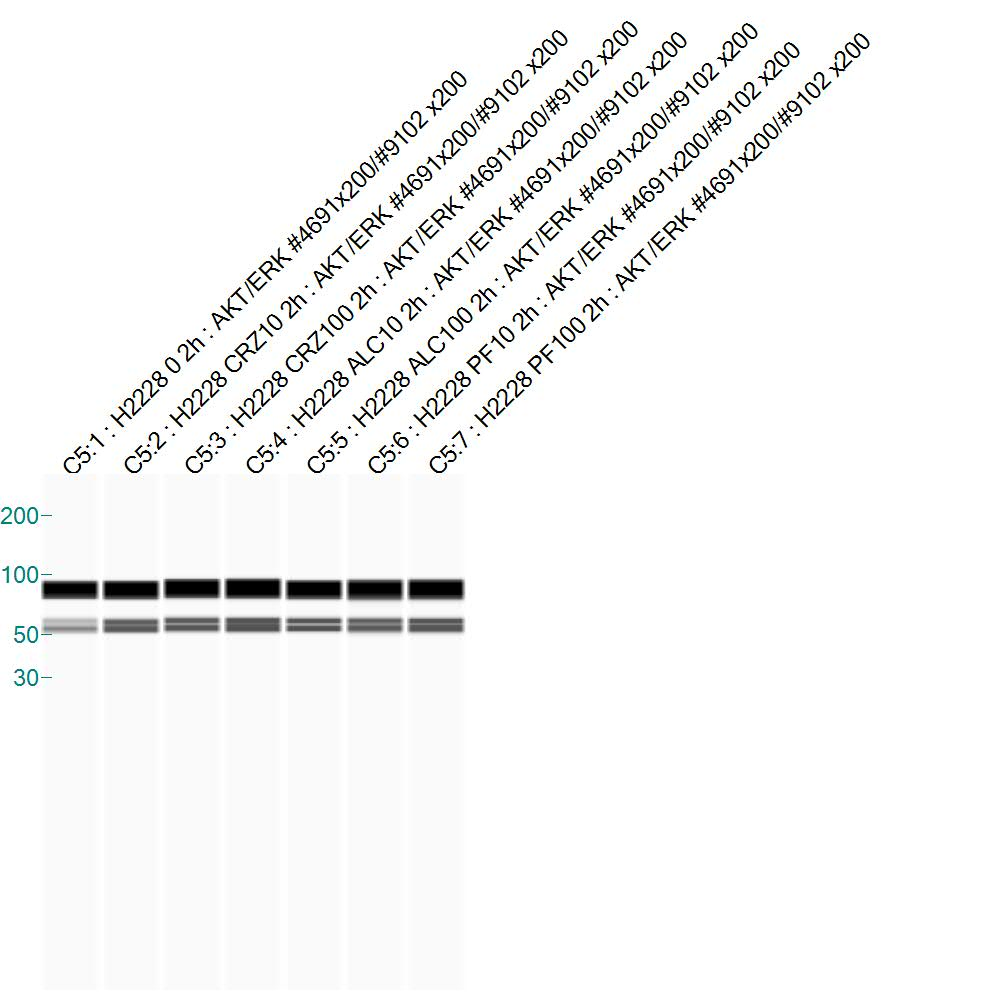 C5:1 : H2228 0 2h : AKT/ERK #4691x200/#9102 x200
C5:2 : H2228 CRZ10 2h : AKT/ERK #4691x200/#9102 x200
C5:3 : H2228 CRZ100 2h : AKT/ERK #4691x200/#9102 x200
C5:4 : H2228 ALC10 2h : AKT/ERK #4691x200/#9102 x200
C5:5 : H2228 ALC100 2h : AKT/ERK #4691x200/#9102 x200
C5:6 : H2228 PF10 2h : AKT/ERK #4691x200/#9102 x200
C5:7 : H2228 PF100 2h : AKT/ERK #4691x200/#9102 x200
200
100
50
30